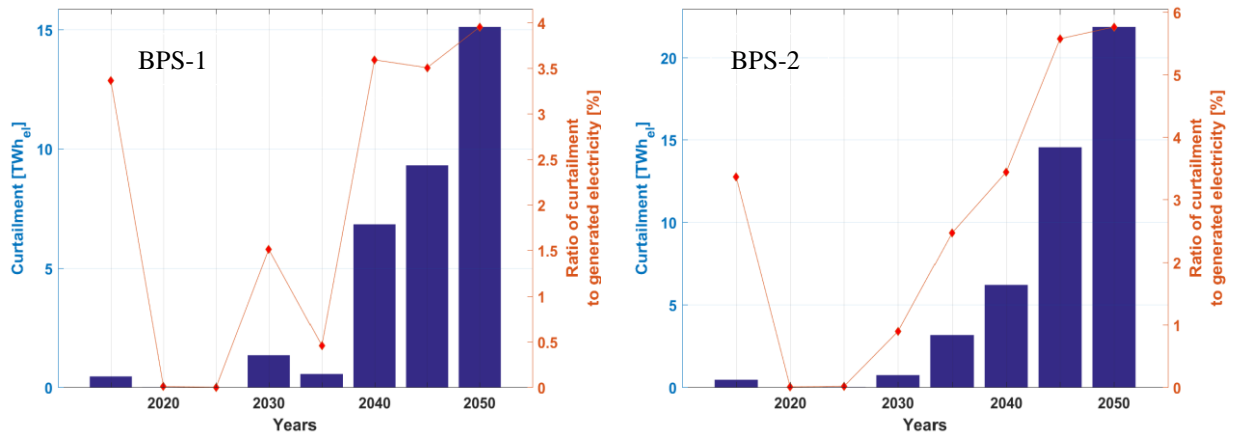 BPS-1
Curtailment [TWh_el]
15
10
5
0
4
3.5
3
2.5
2
1.5
1
0.5
0
Ratio of curtailment
to generated electricity [%]
2020 2030 2040 2050
Years
BPS-2
Curtailment [TWh_el]
20
15
10
5
0
6
5
4
3
2
1
0
Ratio of curtailment
to generated electricity [%]
2020 2030 2040 2050
Years